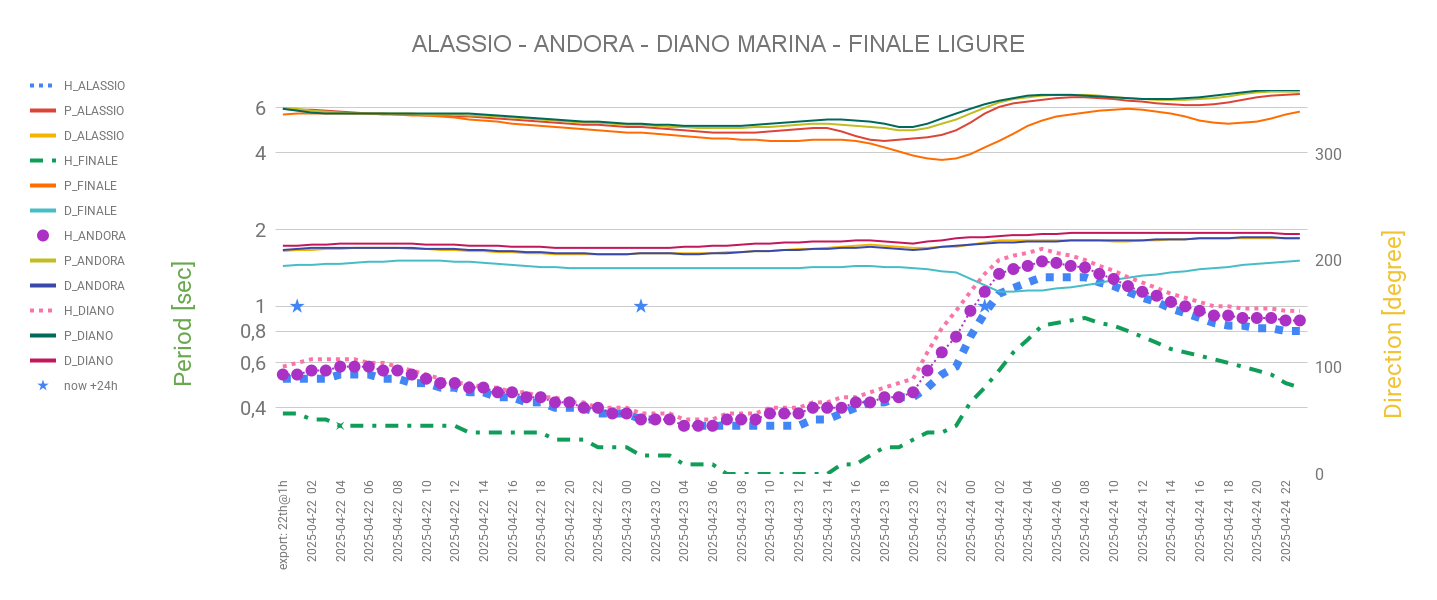 ALASSIO - ANDORA - DIANO MARINA - FINALE LIGURE
H_ALASSIO
P_ALASSIO
D_ALASSIO
H_FINALE
P_FINALE
D_FINALE
H_ANDORA
P_ANDORA
D_ANDORA
H_DIANO
P_DIANO
D_DIANO
now +24h
Period [sec]
6
4
2
1
0,8
0,6
0,4
300
200
100
0
Direction [degree]
export: 22th@1h
2025-04-22 02
2025-04-22 04
2025-04-22 06
2025-04-22 08
2025-04-22 10
2025-04-22 12
2025-04-22 14
2025-04-22 16
2025-04-22 18
2025-04-22 20
2025-04-22 22
2025-04-23 00
2025-04-23 02
2025-04-23 04
2025-04-23 06
2025-04-23 08
2025-04-23 10
2025-04-23 12
2025-04-23 14
2025-04-23 16
2025-04-23 18
2025-04-23 20
2025-04-23 22
2025-04-24 00
2025-04-24 02
2025-04-24 04
2025-04-24 06
2025-04-24 08
2025-04-24 10
2025-04-24 12
2025-04-24 14
2025-04-24 16
2025-04-24 18
2025-04-24 20
2025-04-24 22